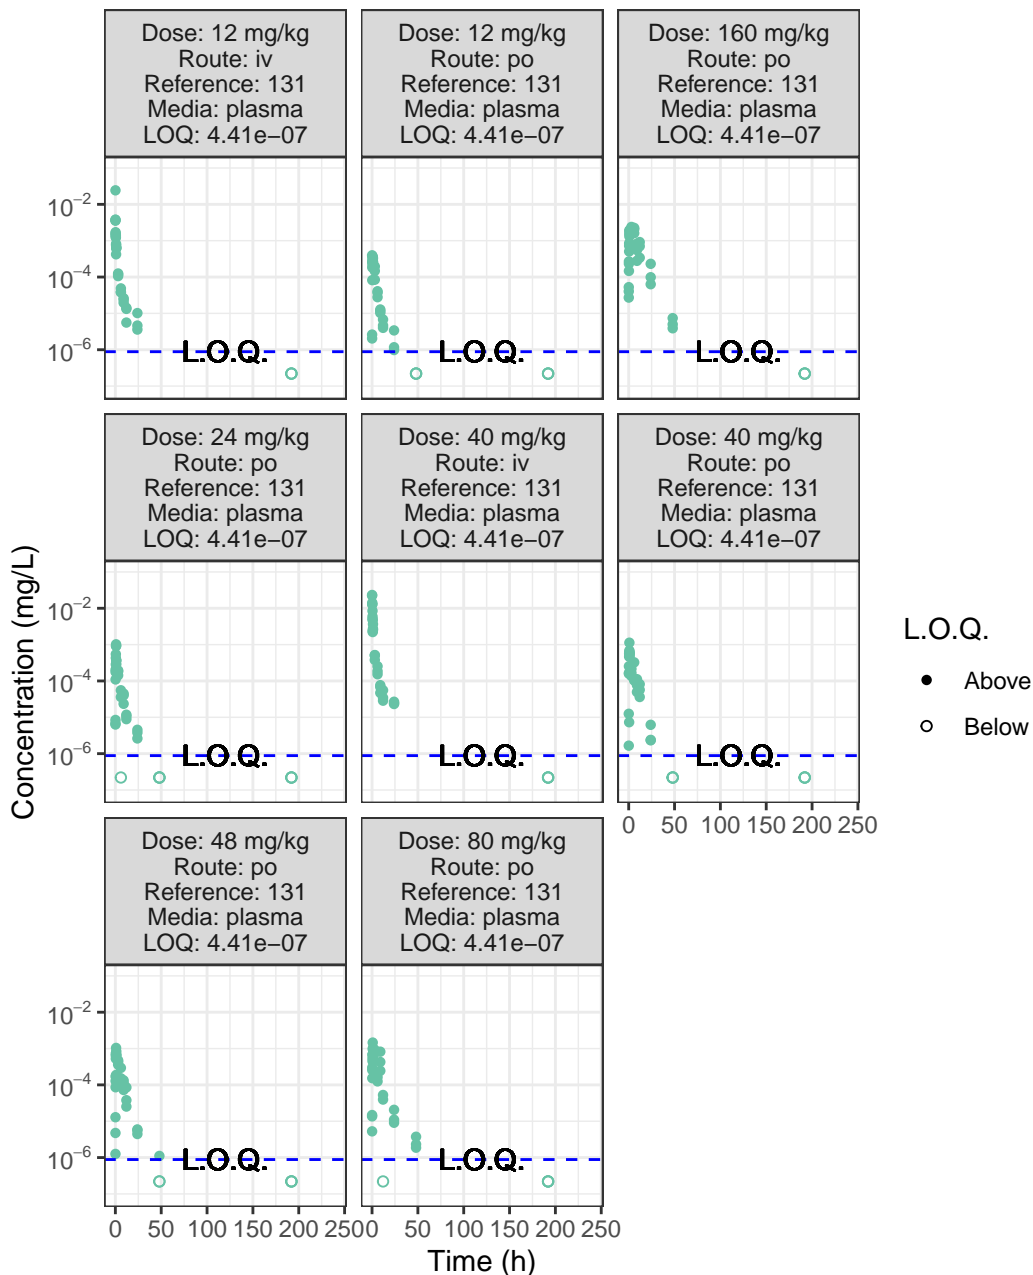 Dose: 12 mg/kg
Route: iv
Reference: 131
Media: plasma
LOQ: 4.41e−07
Dose: 12 mg/kg
Route: po
Reference: 131
Media: plasma
LOQ: 4.41e−07
Dose: 160 mg/kg
Route: po
Reference: 131
Media: plasma
LOQ: 4.41e−07
10⁻²
10⁻⁴
10⁻⁶
L.O.Q.
L.O.Q.
L.O.Q.
Dose: 24 mg/kg
Route: po
Reference: 131
Media: plasma
LOQ: 4.41e−07
Dose: 40 mg/kg
Route: iv
Reference: 131
Media: plasma
LOQ: 4.41e−07
Dose: 40 mg/kg
Route: po
Reference: 131
Media: plasma
LOQ: 4.41e−07
Concentration (mg/L)
10⁻²
10⁻⁴
10⁻⁶
L.O.Q.
L.O.Q.
L.O.Q.
0 50 100 150 200 250
Dose: 48 mg/kg
Route: po
Reference: 131
Media: plasma
LOQ: 4.41e−07
Dose: 80 mg/kg
Route: po
Reference: 131
Media: plasma
LOQ: 4.41e−07
10⁻²
10⁻⁴
10⁻⁶
L.O.Q.
L.O.Q.
0 50 100 150 200 250
0 50 100 150 200 250
Time (h)
L.O.Q.
Above
Below